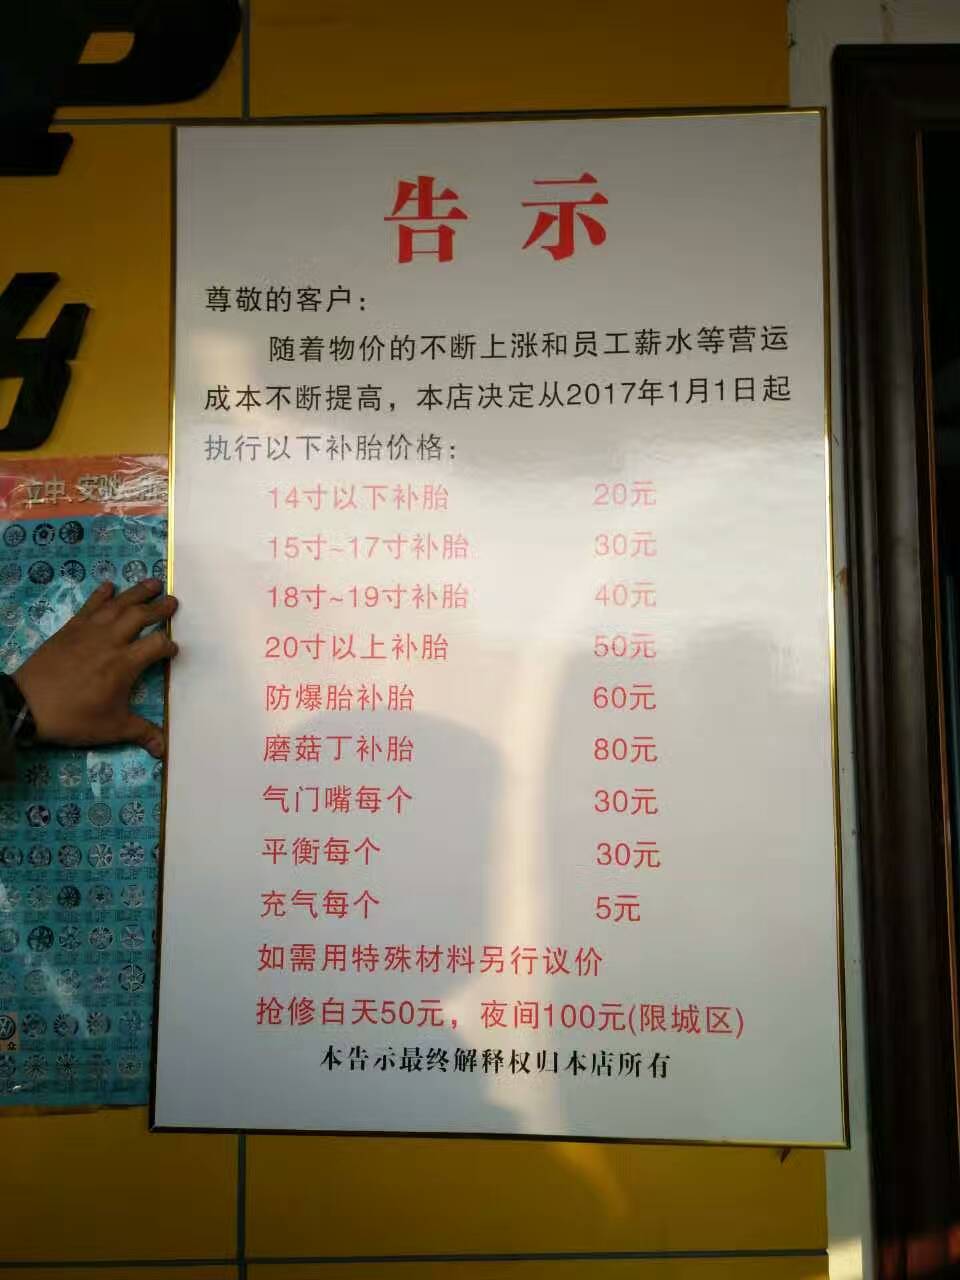 告示
尊敬的客户：
随着物价的不断上涨和员工薪水等营运
成本不断提高，本店决定从2017年1月1日起
执行以下补胎价格：
14寸以下补胎 20元
15寸~17寸补胎 30元
18寸~19寸补胎 40元
20寸以上补胎 50元
防爆胎补胎 60元
磨菇丁补胎 80元
气门嘴每个 30元
平衡每个 30元
充气每个 5元
如需用特殊材料另行议价
抢修白天50元，夜间100元(限城区)
本告示最终解释权归本店所有
立中、安驰